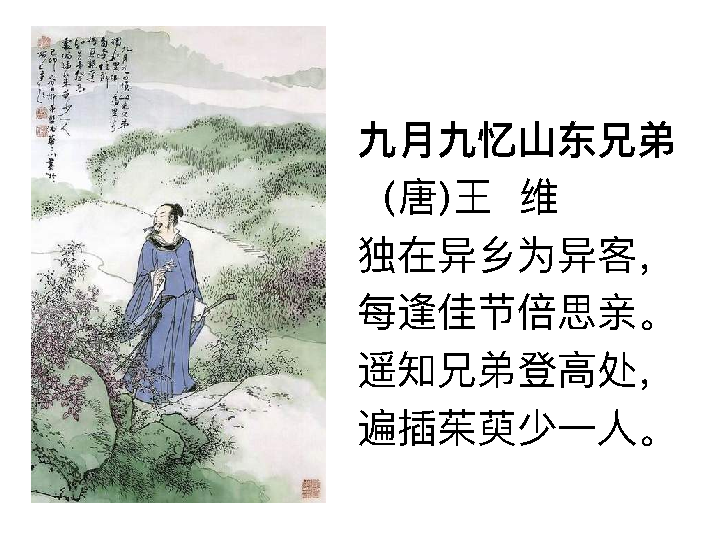 九月九忆山东兄弟
(唐)王 维
独在异乡为异客，
每逢佳节倍思亲。
遥知兄弟登高处，
遍插茱萸少一人。